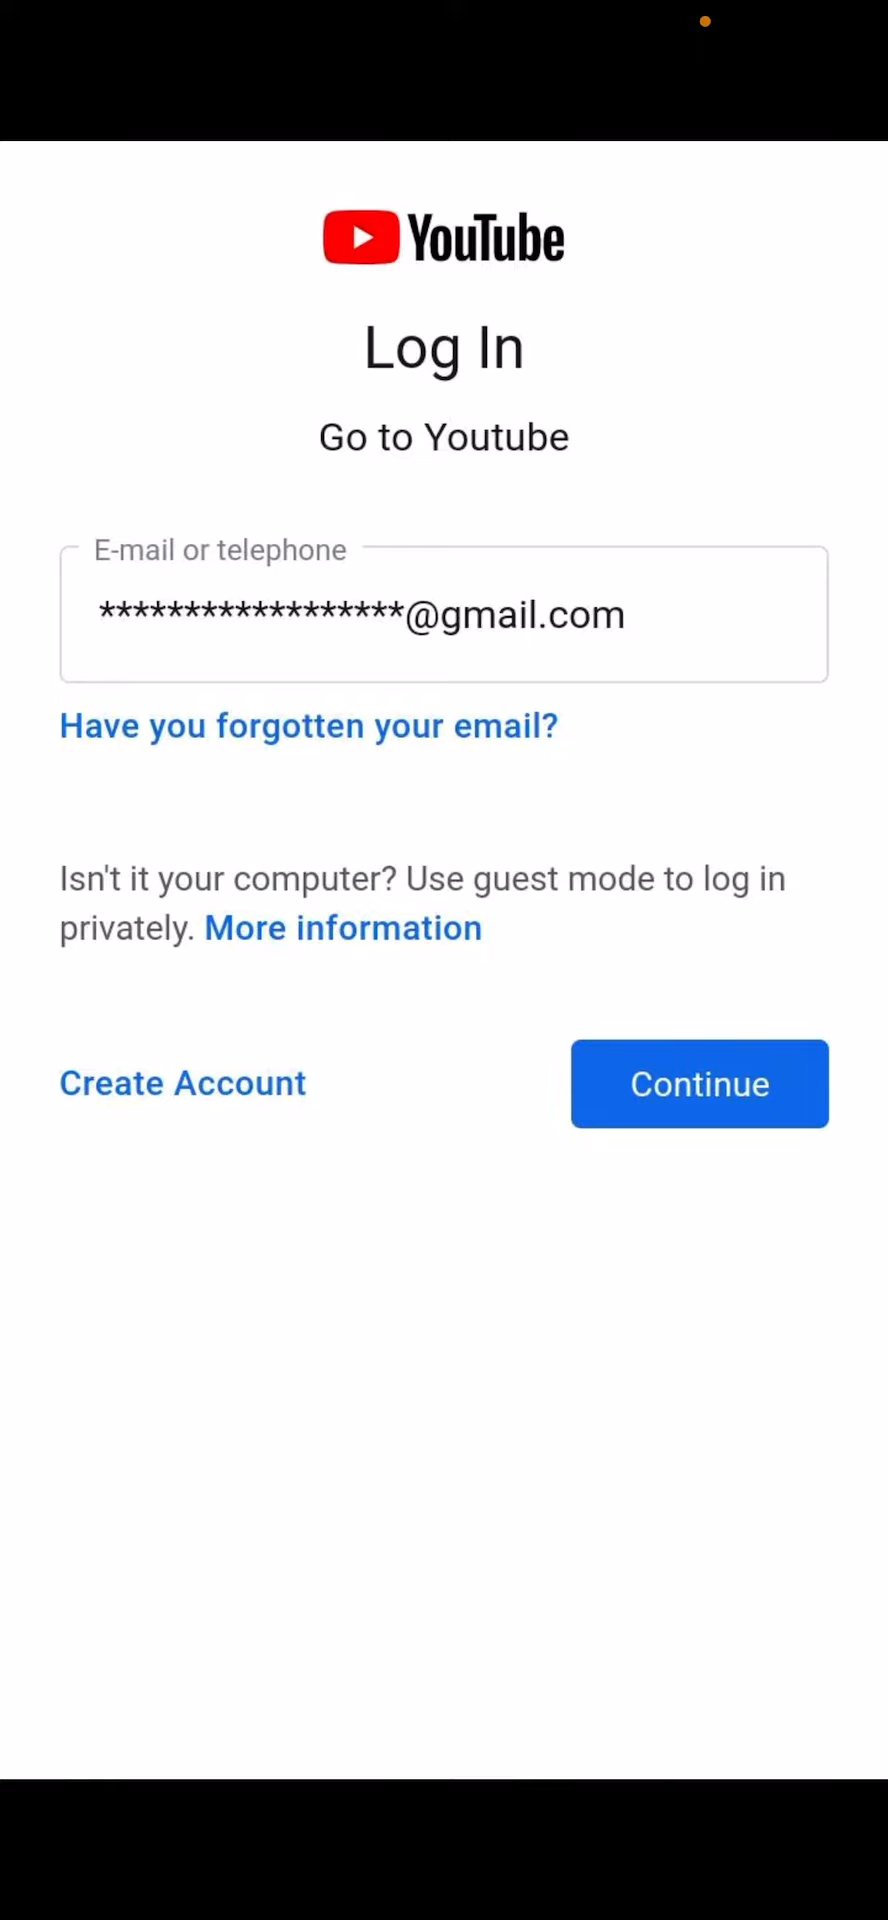 YouTube
Log In
Go to Youtube
E-mail or telephone
******************@gmail.com
Have you forgotten your email?
Isn't it your computer? Use guest mode to log in
privately. More information
Create Account
Continue